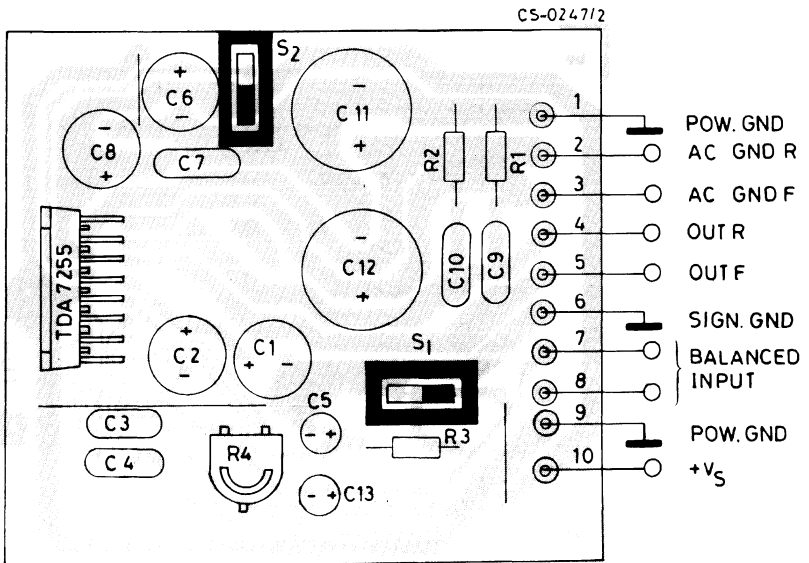 CS-0247/2
S2
+
C6
-
-
C11
+
-
C8
+
C7
R2
R1
1
POW. GND
2
AC GND R
3
AC GND F
4
OUT R
5
OUT F
6
SIGN. GND
7
BALANCED
INPUT
8
9
POW. GND
10
+VS
TDA 7255
-
C12
+
C10
C9
+
C2
-
C1
+ -
S1
C3
C4
R4
C5
- +
R3
- +
C13